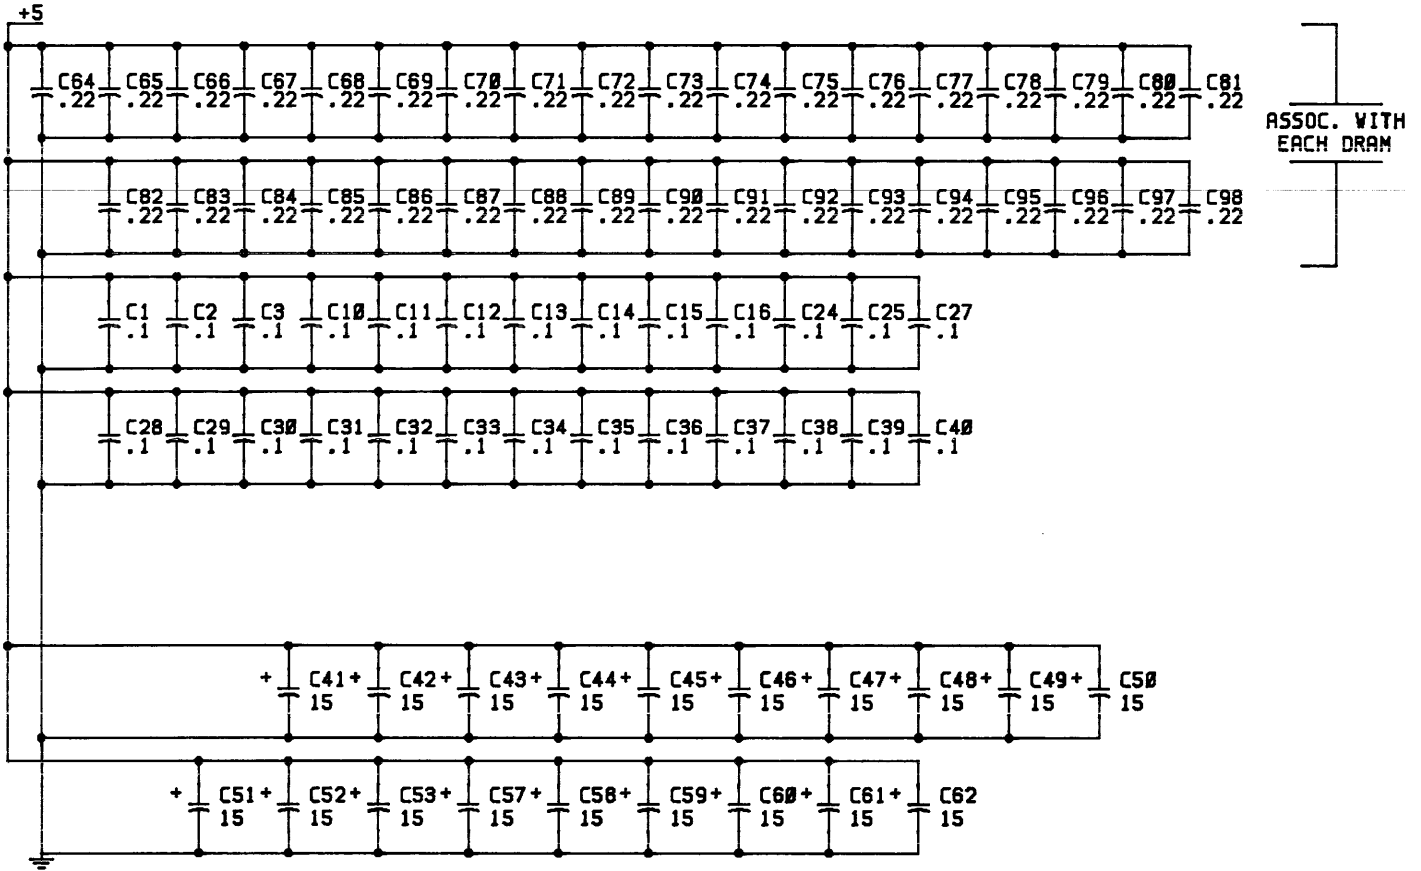 +5
C64 C65 C66 C67 C68 C69 C70 C71 C72 C73 C74 C75 C76 C77 C78 C79 C80 C81
.22 .22 .22 .22 .22 .22 .22 .22 .22 .22 .22 .22 .22 .22 .22 .22 .22 .22
ASSOC. WITH
EACH DRAM
C82 C83 C84 C85 C86 C87 C88 C89 C90 C91 C92 C93 C94 C95 C96 C97 C98
.22 .22 .22 .22 .22 .22 .22 .22 .22 .22 .22 .22 .22 .22 .22 .22 .22
C1 C2 C3 C10 C11 C12 C13 C14 C15 C16 C24 C25 C27
.1 .1 .1 .1 .1 .1 .1 .1 .1 .1 .1 .1 .1
C28 C29 C30 C31 C32 C33 C34 C35 C36 C37 C38 C39 C40
.1 .1 .1 .1 .1 .1 .1 .1 .1 .1 .1 .1 .1
+ C41 + C42 + C43 + C44 + C45 + C46 + C47 + C48 + C49 + C50
15 15 15 15 15 15 15 15 15 15
+ C51 + C52 + C53 + C57 + C58 + C59 + C60 + C61 + C62
15 15 15 15 15 15 15 15 15